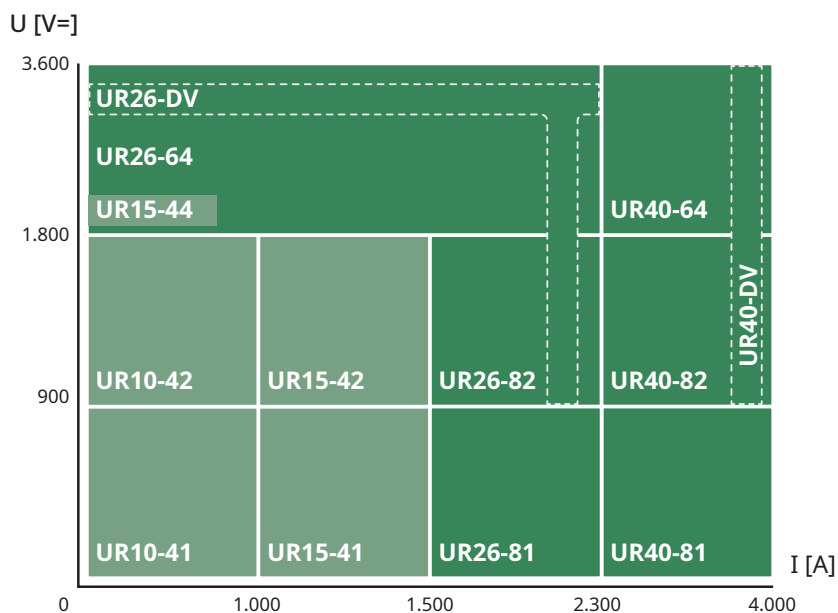 U [V=]
3.600
UR26-DV
UR26-64
UR15-44
UR40-64
1.800
UR40-DV
UR10-42
UR15-42
UR26-82
UR40-82
900
UR10-41
UR15-41
UR26-81
UR40-81
I [A]
0
1.000
1.500
2.300
4.000